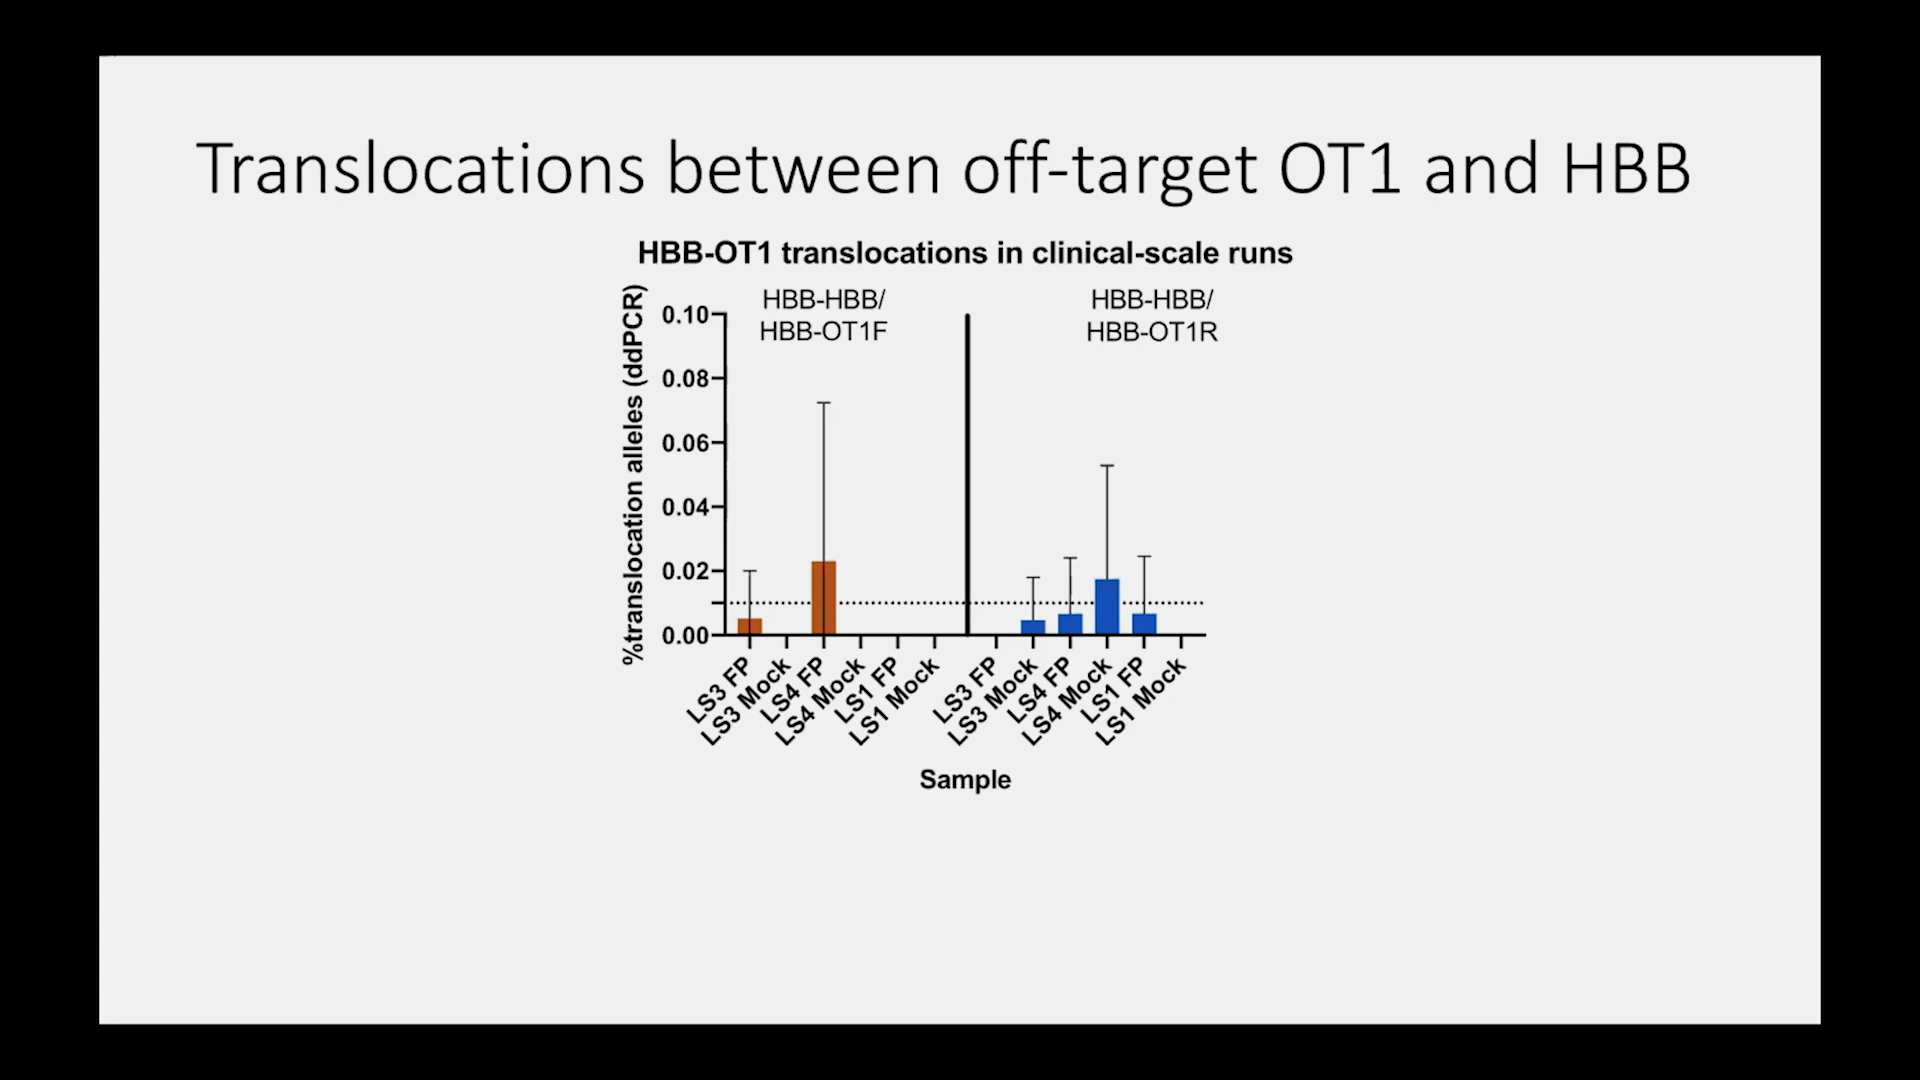 Translocations between off-target OT1 and HBB
HBB-OT1 translocations in clinical-scale runs
%translocation alleles (ddPCR)
HBB-HBB/
HBB-OT1F
HBB-HBB/
HBB-OT1R
0.10
0.08
0.06
0.04
0.02
0.00
LS3 FP
LS3 Mock
LS4 FP
LS4 Mock
LS1 FP
LS1 Mock
LS3 FP
LS3 Mock
LS4 FP
LS4 Mock
LS1 FP
LS1 Mock
Sample